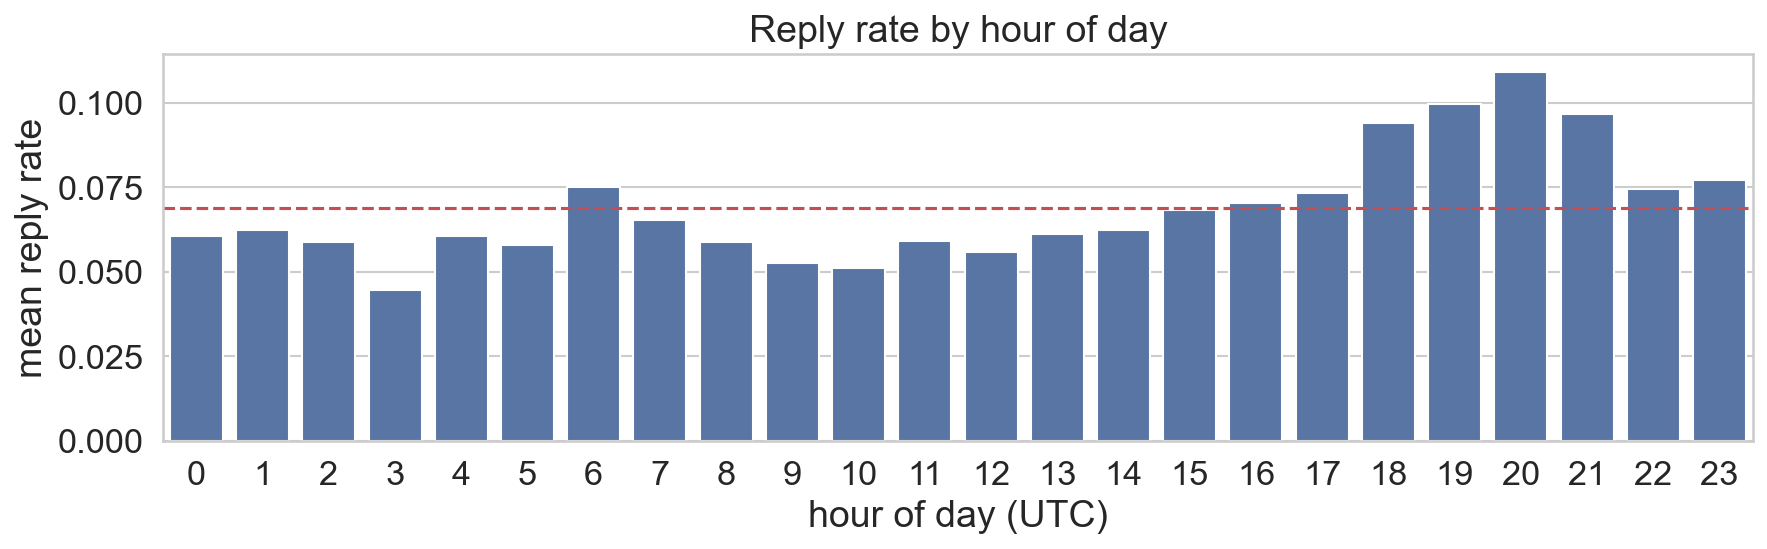 Reply rate by hour of day
mean reply rate
0.100
0.075
0.050
0.025
0.000
0 1 2 3 4 5 6 7 8 9 10 11 12 13 14 15 16 17 18 19 20 21 22 23
hour of day (UTC)